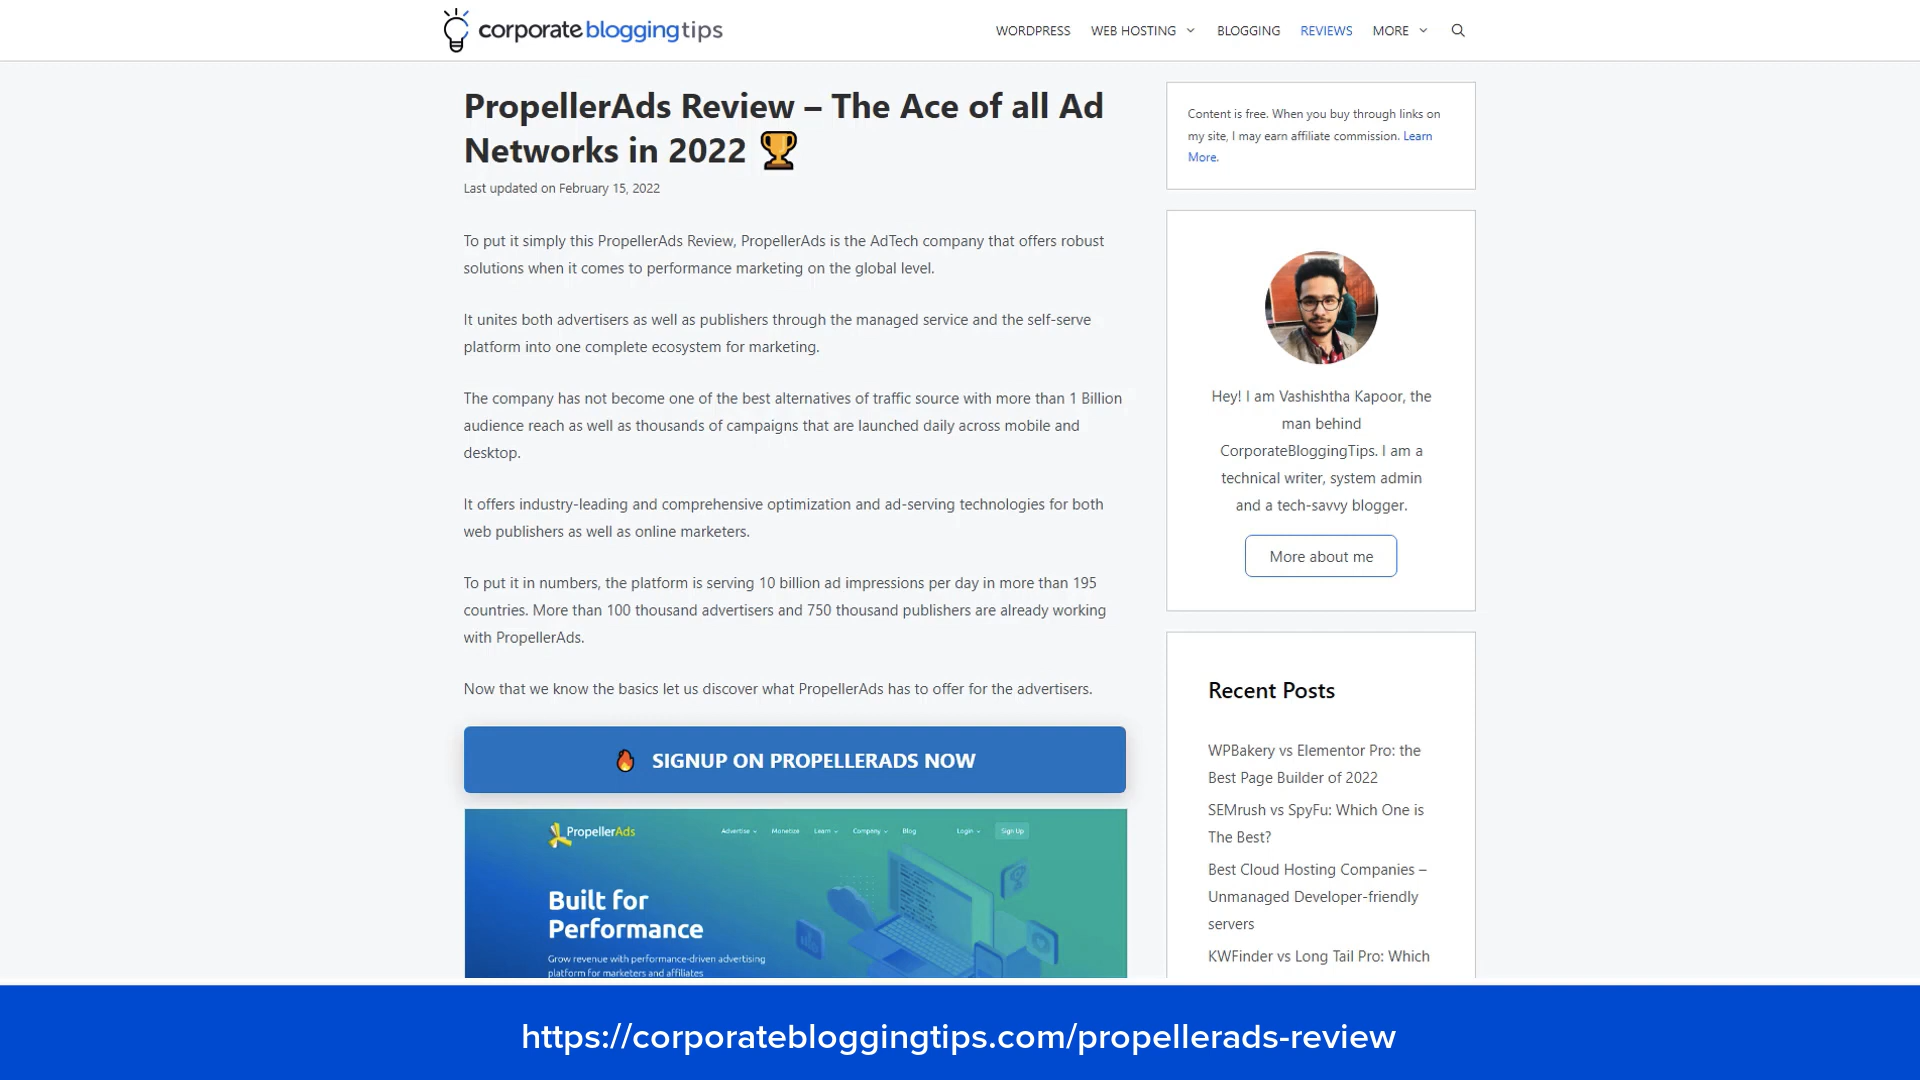 corporate bloggingtips
WORDPRESS WEB HOSTING BLOGGING REVIEWS MORE
PropellerAds Review – The Ace of all Ad
Networks in 2022 🏆
Last updated on February 15, 2022
To put it simply this PropellerAds Review, PropellerAds is the AdTech company that offers robust
solutions when it comes to performance marketing on the global level.
It unites both advertisers as well as publishers through the managed service and the self-serve
platform into one complete ecosystem for marketing.
The company has not become one of the best alternatives of traffic source with more than 1 Billion
audience reach as well as thousands of campaigns that are launched daily across mobile and
desktop.
It offers industry-leading and comprehensive optimization and ad-serving technologies for both
web publishers as well as online marketers.
To put it in numbers, the platform is serving 10 billion ad impressions per day in more than 195
countries. More than 100 thousand advertisers and 750 thousand publishers are already working
with PropellerAds.
Now that we know the basics let us discover what PropellerAds has to offer for the advertisers.
🔥 SIGNUP ON PROPELLERADS NOW
PropellerAds Advertise Monetize Learn Company Blog Login Sign Up
Built for
Performance
Grow revenue with performance-driven advertising
platform for marketers and affiliates
Content is free. When you buy through links on
my site, I may earn affiliate commission. Learn
More.
Hey! I am Vashishtha Kapoor, the
man behind
CorporateBloggingTips. I am a
technical writer, system admin
and a tech-savvy blogger.
More about me
Recent Posts
WPBakery vs Elementor Pro: the
Best Page Builder of 2022
SEMrush vs SpyFu: Which One is
The Best?
Best Cloud Hosting Companies –
Unmanaged Developer-friendly
servers
KWFinder vs Long Tail Pro: Which
https://corporatebloggingtips.com/propellerads-review